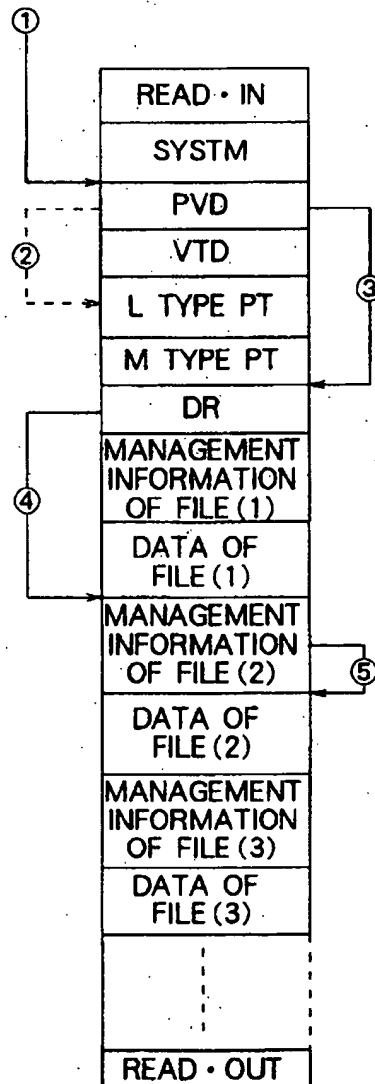 ①
READ・IN
SYSTM
PVD
②
VTD
③
L TYPE PT
M TYPE PT
DR
MANAGEMENT
INFORMATION
OF FILE(1)
④
DATA OF
FILE(1)
MANAGEMENT
INFORMATION
OF FILE(2)
⑤
DATA OF
FILE(2)
MANAGEMENT
INFORMATION
OF FILE(3)
DATA OF
FILE(3)
READ・OUT